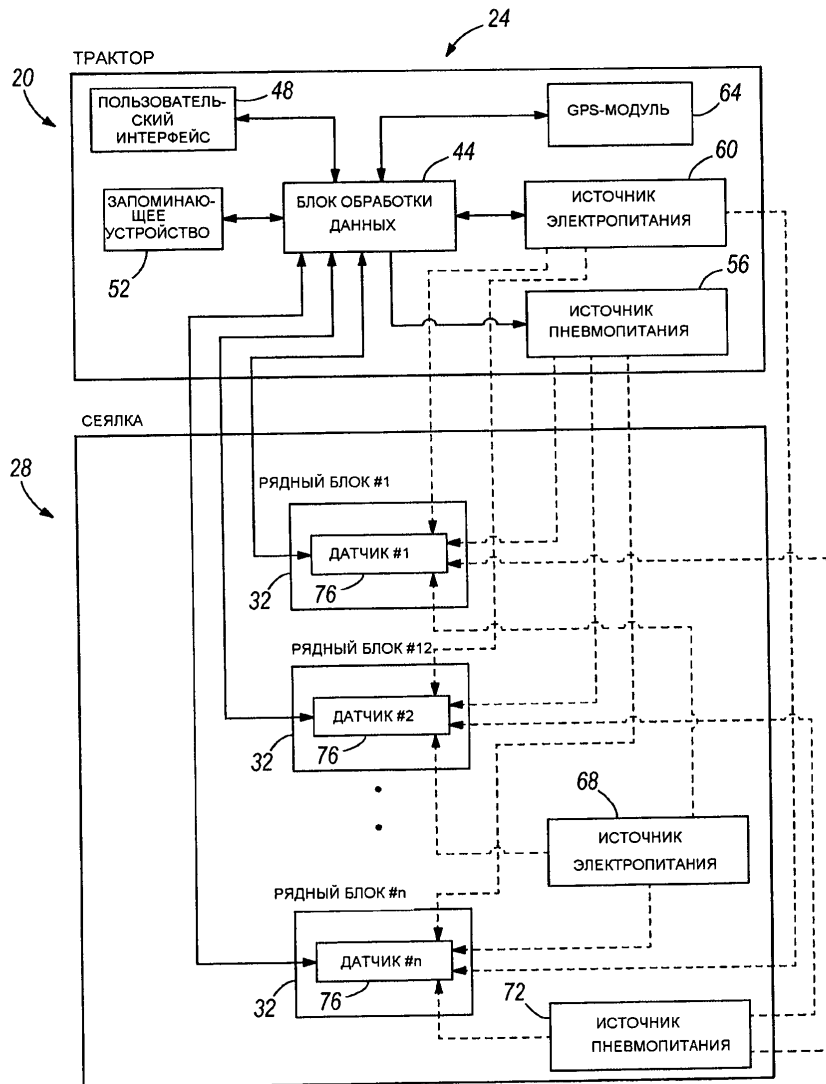 24
ТРАКТОР
20
ПОЛЬЗОВАТЕЛЬ-
СКИЙ
ИНТЕРФЕЙС
48
GPS-МОДУЛЬ
64
44
60
ЗАПОМИНАЮ-
ЩЕЕ
УСТРОЙСТВО
52
БЛОК ОБРАБОТКИ
ДАННЫХ
ИСТОЧНИК
ЭЛЕКТРОПИТАНИЯ
56
ИСТОЧНИК
ПНЕВМОПИТАНИЯ
СЕЯЛКА
28
РЯДНЫЙ БЛОК #1
ДАТЧИК #1
32
76
РЯДНЫЙ БЛОК #12
ДАТЧИК #2
32
76
68
ИСТОЧНИК
ЭЛЕКТРОПИТАНИЯ
РЯДНЫЙ БЛОК #n
ДАТЧИК #n
32
76
72
ИСТОЧНИК
ПНЕВМОПИТАНИЯ